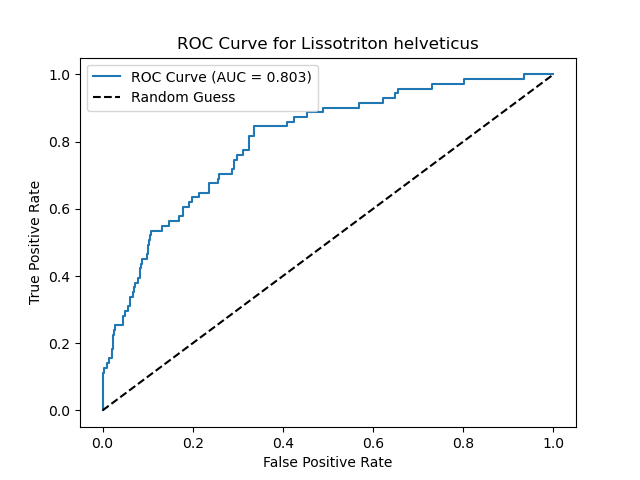 ROC Curve for Lissotriton helveticus
ROC Curve (AUC = 0.803)
Random Guess
True Positive Rate
1.0
0.8
0.6
0.4
0.2
0.0
0.0 0.2 0.4 0.6 0.8 1.0
False Positive Rate